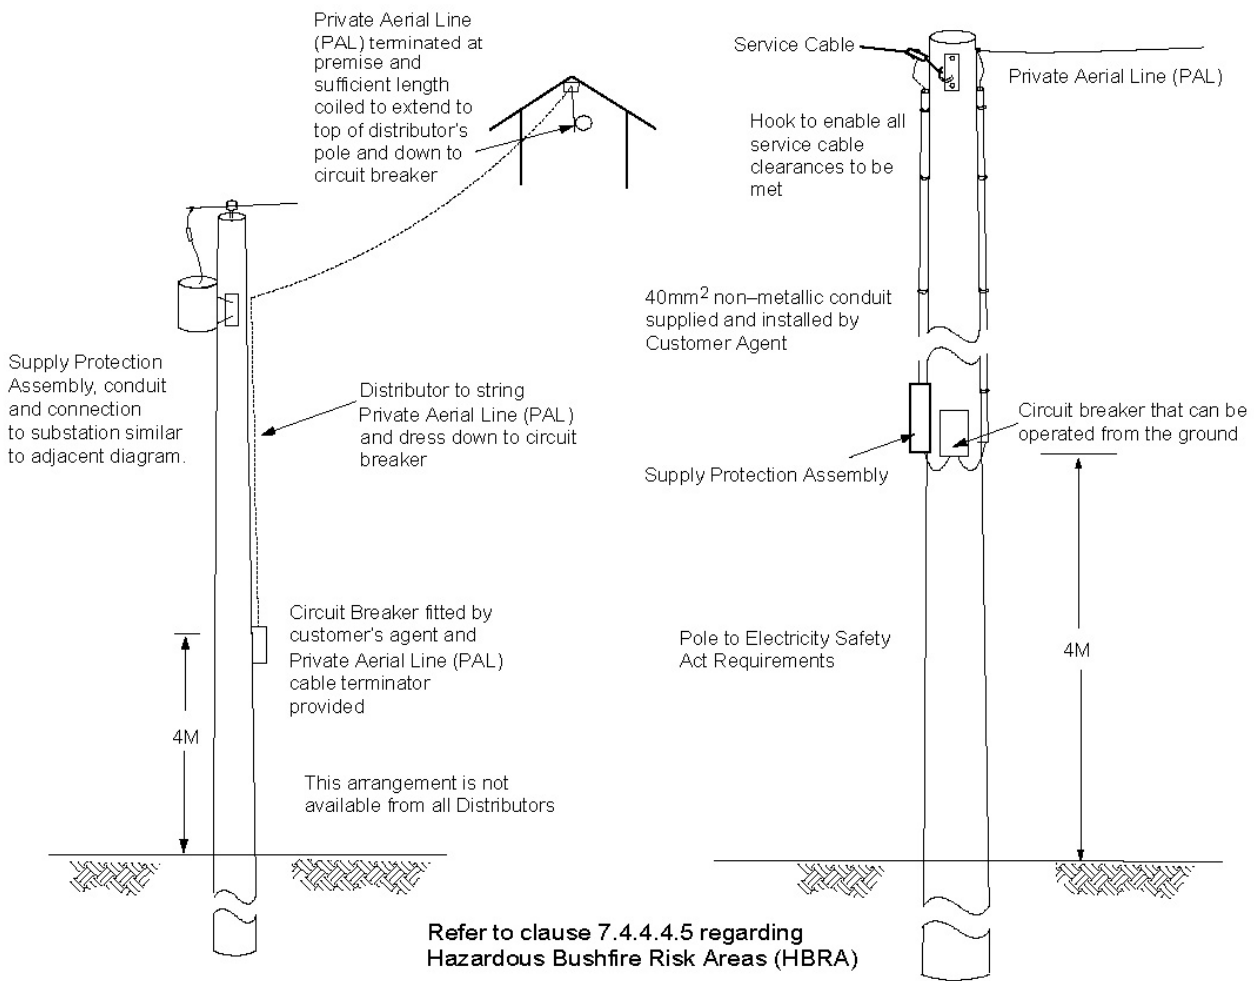 Private Aerial Line
(PAL) terminated at
premise and
sufficient length
coiled to extend to
top of distributor's
pole and down to
circuit breaker
Service Cable
Private Aerial Line (PAL)
Hook to enable all
service cable
clearances to be
met
40mm² non–metallic conduit
supplied and installed by
Customer Agent
Supply Protection
Assembly, conduit
and connection
to substation similar
to adjacent diagram.
Distributor to string
Private Aerial Line (PAL)
and dress down to circuit
breaker
Circuit breaker that can be
operated from the ground
Supply Protection Assembly
Circuit Breaker fitted by
customer's agent and
Private Aerial Line (PAL)
cable terminator
provided
Pole to Electricity Safety
Act Requirements
4M
4M
This arrangement is not
available from all Distributors
Refer to clause 7.4.4.4.5 regarding
Hazardous Bushfire Risk Areas (HBRA)